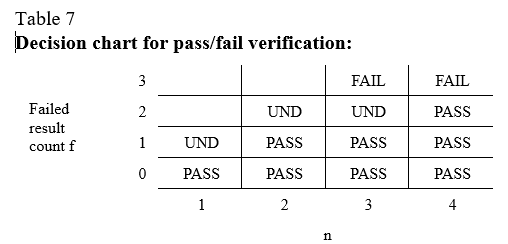 Table 7
Decision chart for pass/fail verification:
3 FAIL FAIL
Failed result count f
2 UND UND PASS
1 UND PASS PASS PASS
0 PASS PASS PASS PASS
1 2 3 4
n